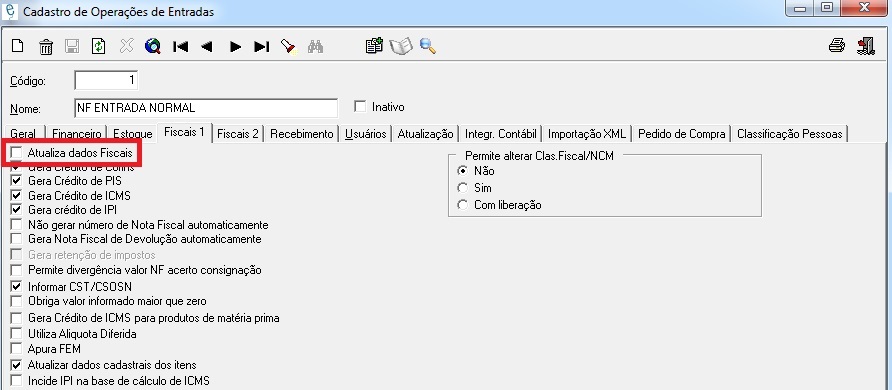 Cadastro de Operações de Entradas
Código: 1
Nome: NF ENTRADA NORMAL Inativo
Geral Financeiro Estoque Fiscais 1 Fiscais 2 Recebimento Usuários Atualização Integr. Contábil Importação XML Pedido de Compra Classificação Pessoas
Atualiza dados Fiscais
Gera Crédito de Cofins
Gera Crédito de PIS
Gera Crédito de ICMS
Gera crédito de IPI
Não gerar número de Nota Fiscal automaticamente
Gera Nota Fiscal de Devolução automaticamente
Gera retenção de impostos
Permite divergência valor NF acerto consignação
Informar CST/CSOSN
Obriga valor informado maior que zero
Gera Crédito de ICMS para produtos de matéria prima
Utiliza Aliquota Diferida
Apura FEM
Atualizar dados cadastrais dos itens
Incide IPI na base de cálculo de ICMS
Permite alterar Clas.Fiscal/NCM
Não
Sim
Com liberação